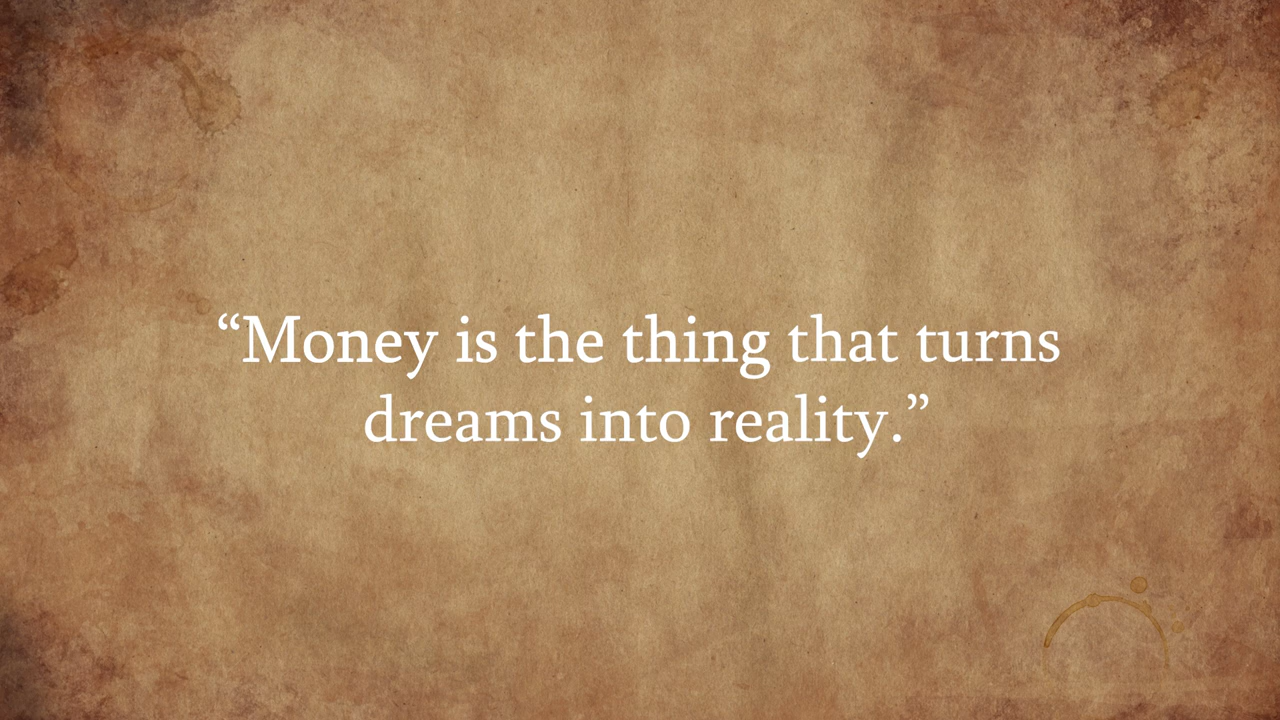 “Money is the thing that turns
dreams into reality.”